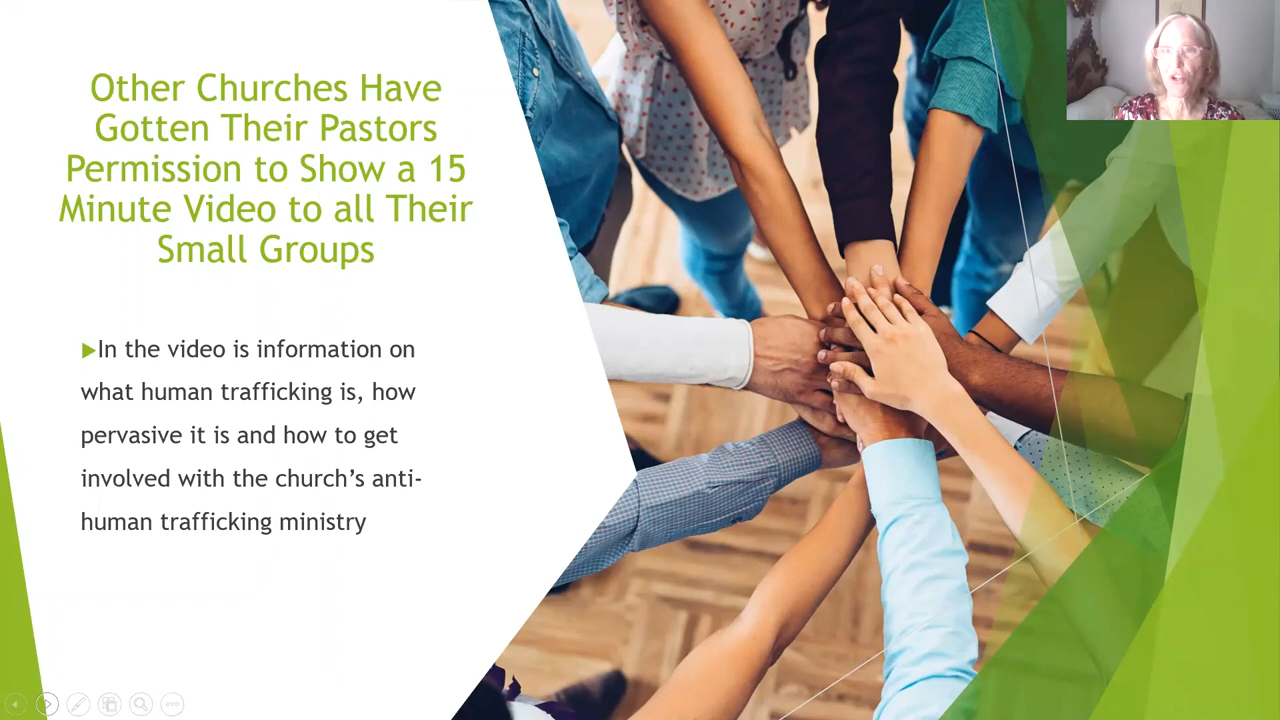 Other Churches Have
Gotten Their Pastors
Permission to Show a 15
Minute Video to all Their
Small Groups
In the video is information on
what human trafficking is, how
pervasive it is and how to get
involved with the church’s anti-
human trafficking ministry